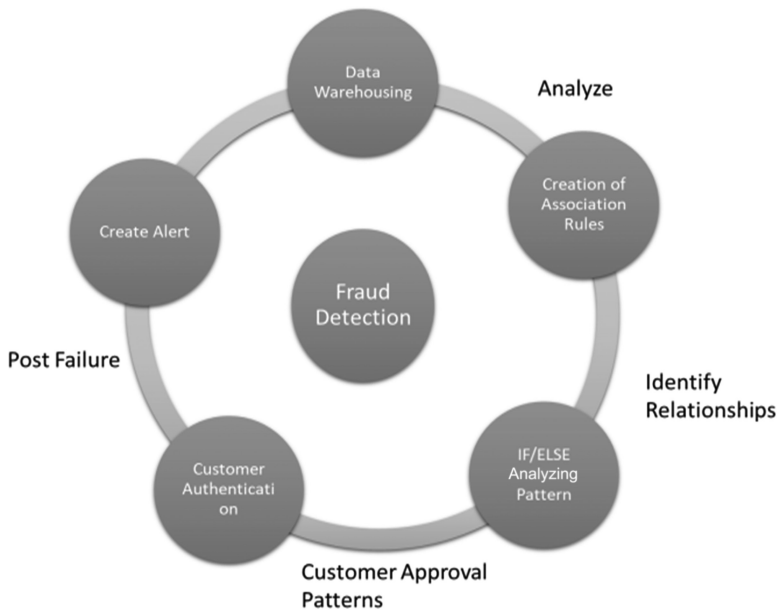 Data
Warehousing
Analyze
Creation of
Association
Rules
Create Alert
Fraud
Detection
Post Failure
Identify
Relationships
IF/ELSE
Analyzing
Pattern
Customer
Authenticati
on
Customer Approval
Patterns